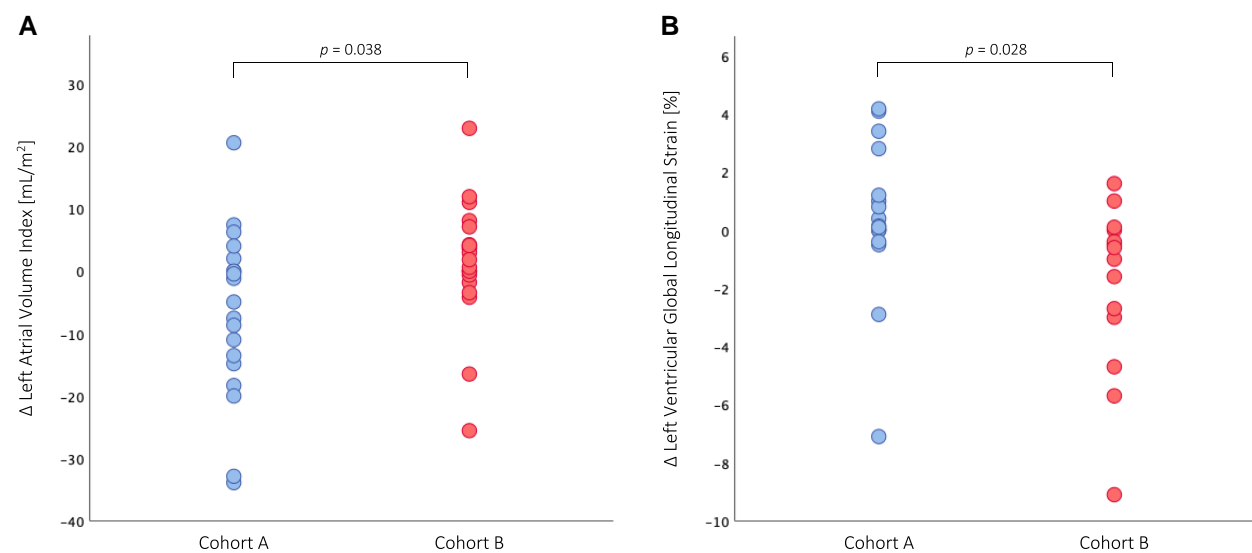 A
p = 0.038
Δ Left Atrial Volume Index [mL/m²]
30
20
10
0
−10
−20
−30
−40
Cohort A
Cohort B
B
p = 0.028
Δ Left Ventricular Global Longitudinal Strain [%]
6
4
2
0
−2
−4
−6
−8
−10
Cohort A
Cohort B